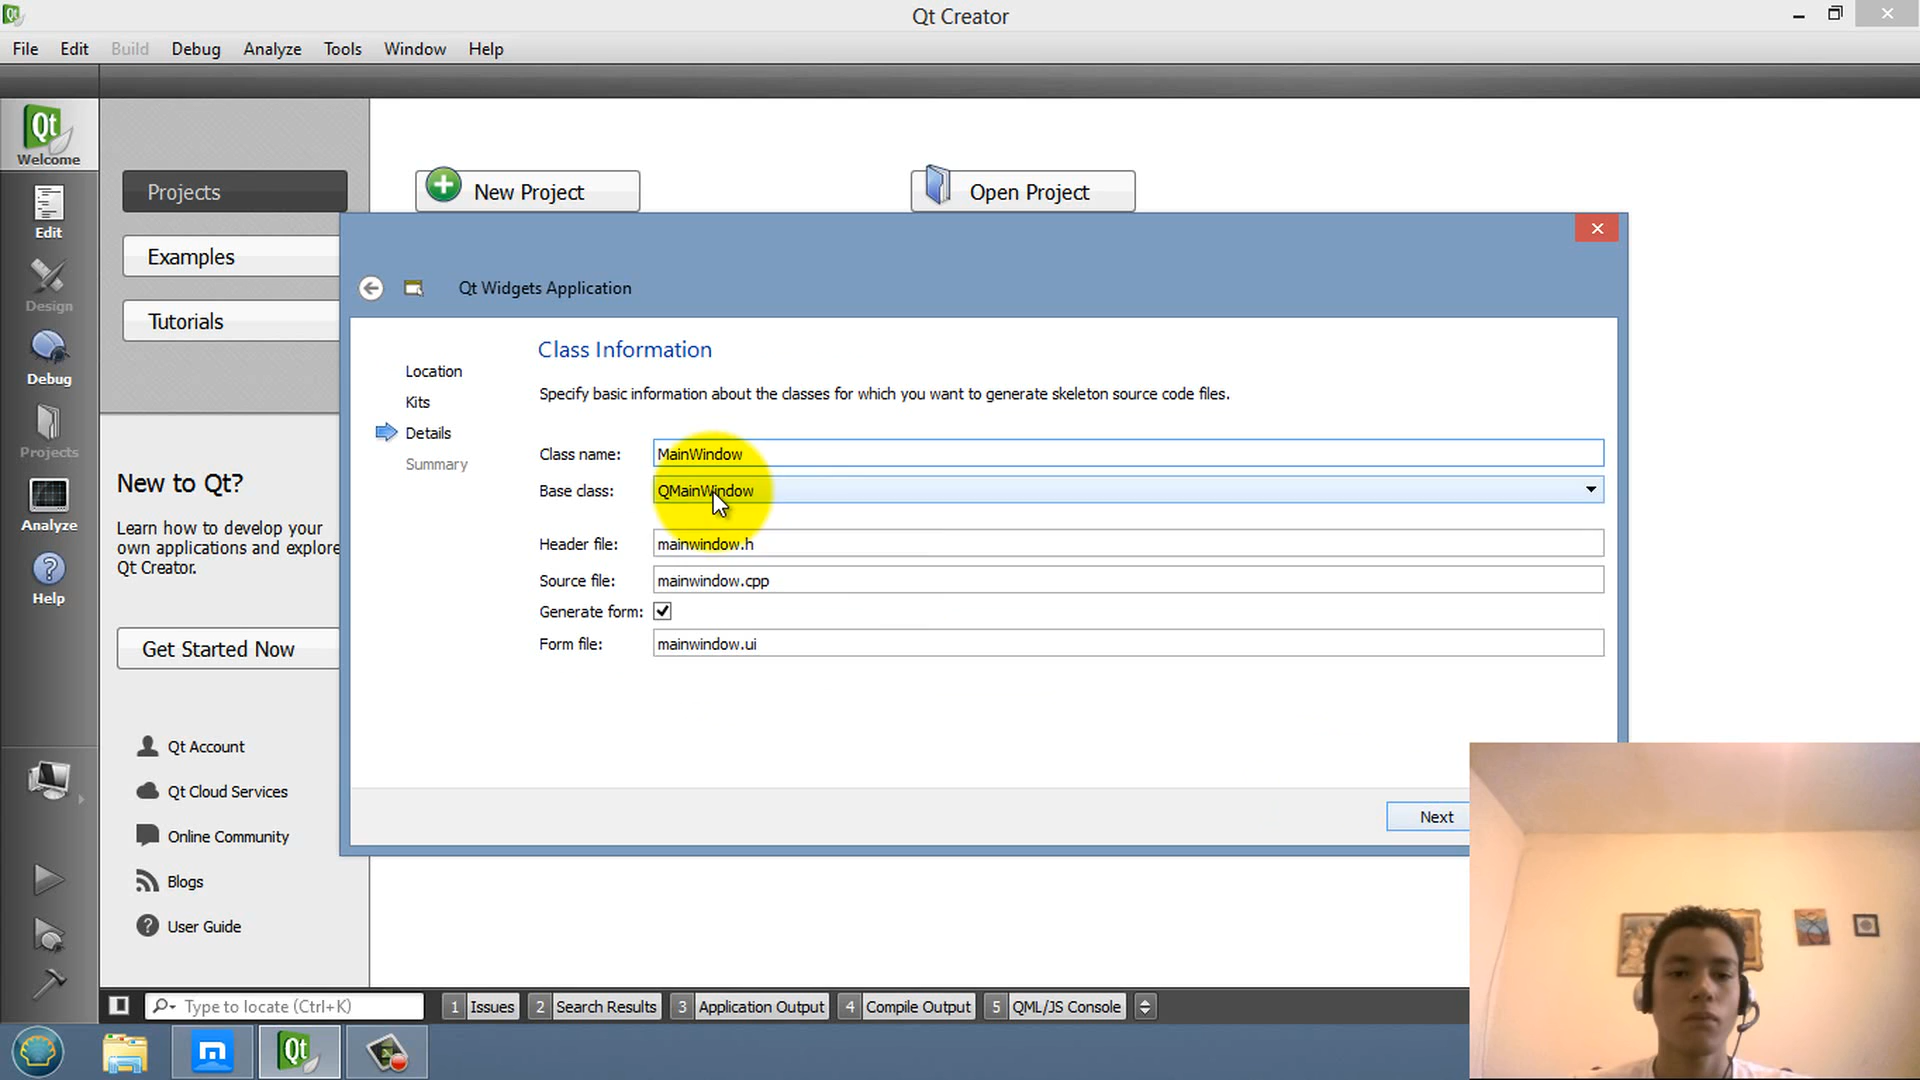 Qt Creator
File Edit Build Debug Analyze Tools Window Help
Qt
Welcome
Edit
Design
Debug
Projects
Analyze
Help
Projects
Examples
Tutorials
New to Qt?
Learn how to develop your
own applications and explore
Qt Creator.
Get Started Now
Qt Account
Qt Cloud Services
Online Community
Blogs
User Guide
New Project
Open Project
Qt Widgets Application
Location
Kits
Details
Summary
Class Information
Specify basic information about the classes for which you want to generate skeleton source code files.
Class name: MainWindow
Base class: QMainWindow
Header file: mainwindow.h
Source file: mainwindow.cpp
Generate form:
Form file: mainwindow.ui
Next
Type to locate (Ctrl+K)
1 Issues 2 Search Results 3 Application Output 4 Compile Output 5 QML/JS Console
Qt